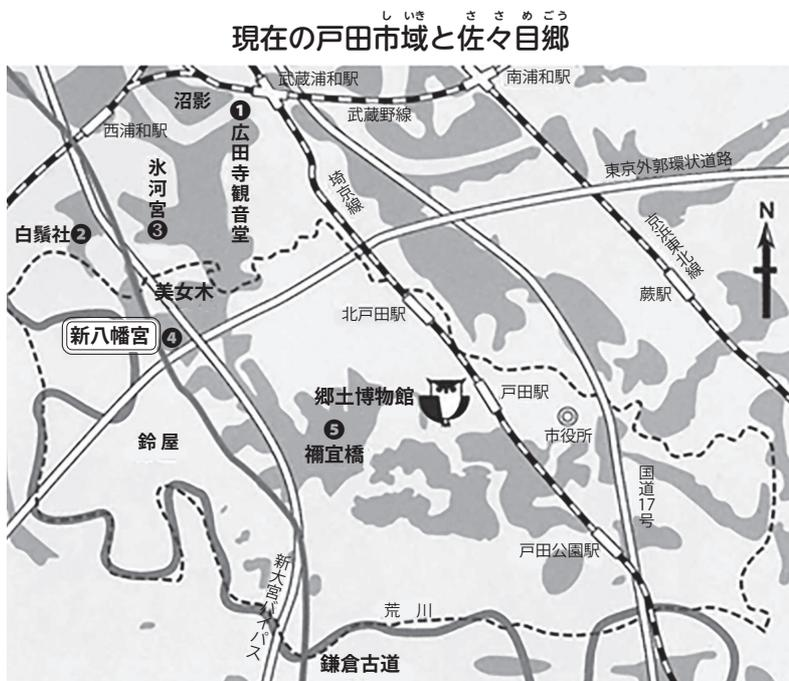 し いき さ さ め ごう
現在の戸田市域と佐々目郷
武蔵浦和駅
南浦和駅
沼影
❶広田寺観音堂
武蔵野線
西浦和駅
東京外郭環状道路
氷河宮❸
埼京線
京浜東北線
N
白鬚社❷
美女木
蕨駅
北戸田駅
新八幡宮❹
郷土博物館
戸田駅
❺
禰宜橋
市役所
鈴屋
国道17号
戸田公園駅
新大宮バイパス
荒川
鎌倉古道